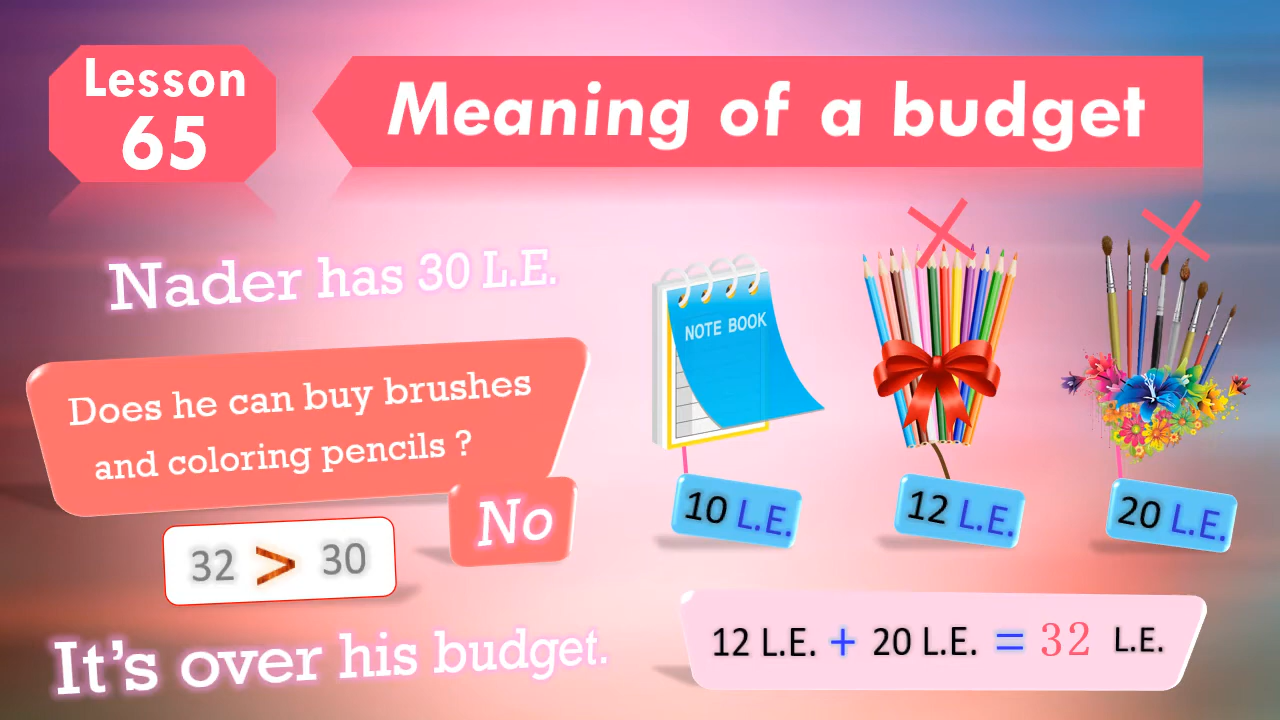 Lesson
65
Meaning of a budget
Nader has 30 L.E.
Does he can buy brushes
and coloring pencils ?
No
32 > 30
It's over his budget.
NOTE BOOK
10 L.E.
12 L.E.
20 L.E.
12 L.E. + 20 L.E. = 32 L.E.